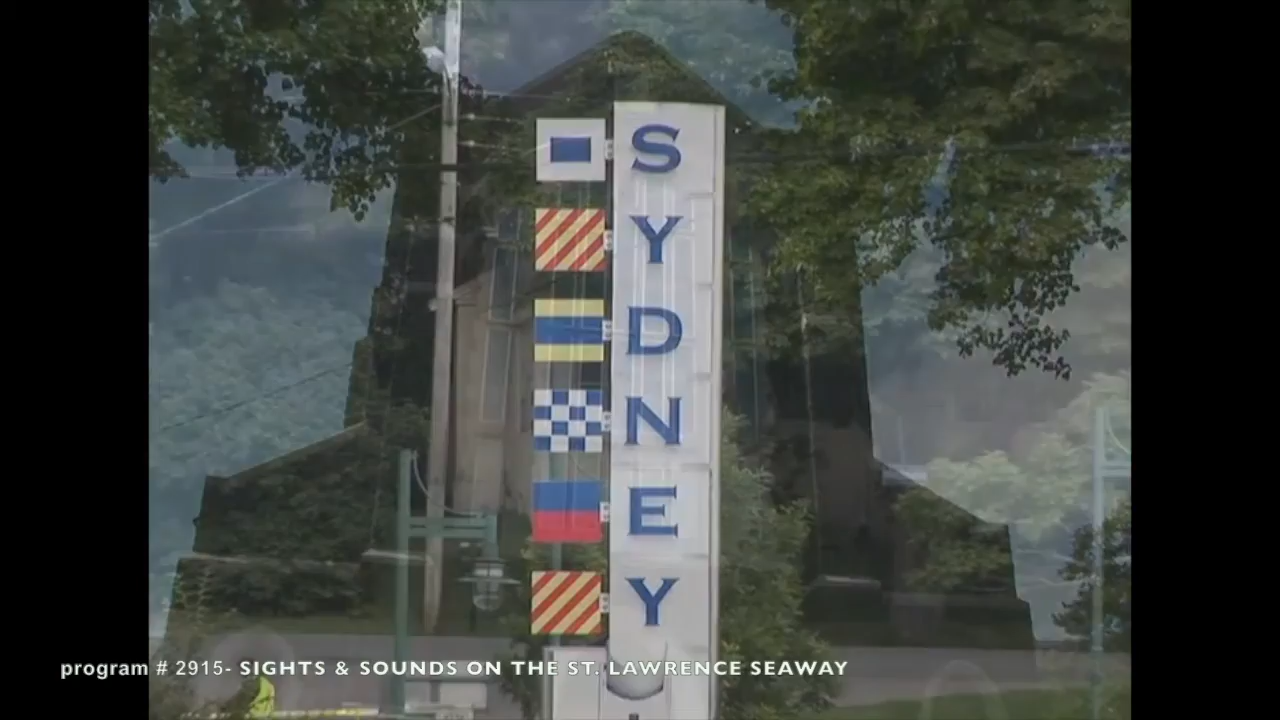 S
Y
D
N
E
Y
program # 2915- SIGHTS & SOUNDS ON THE ST. LAWRENCE SEAWAY